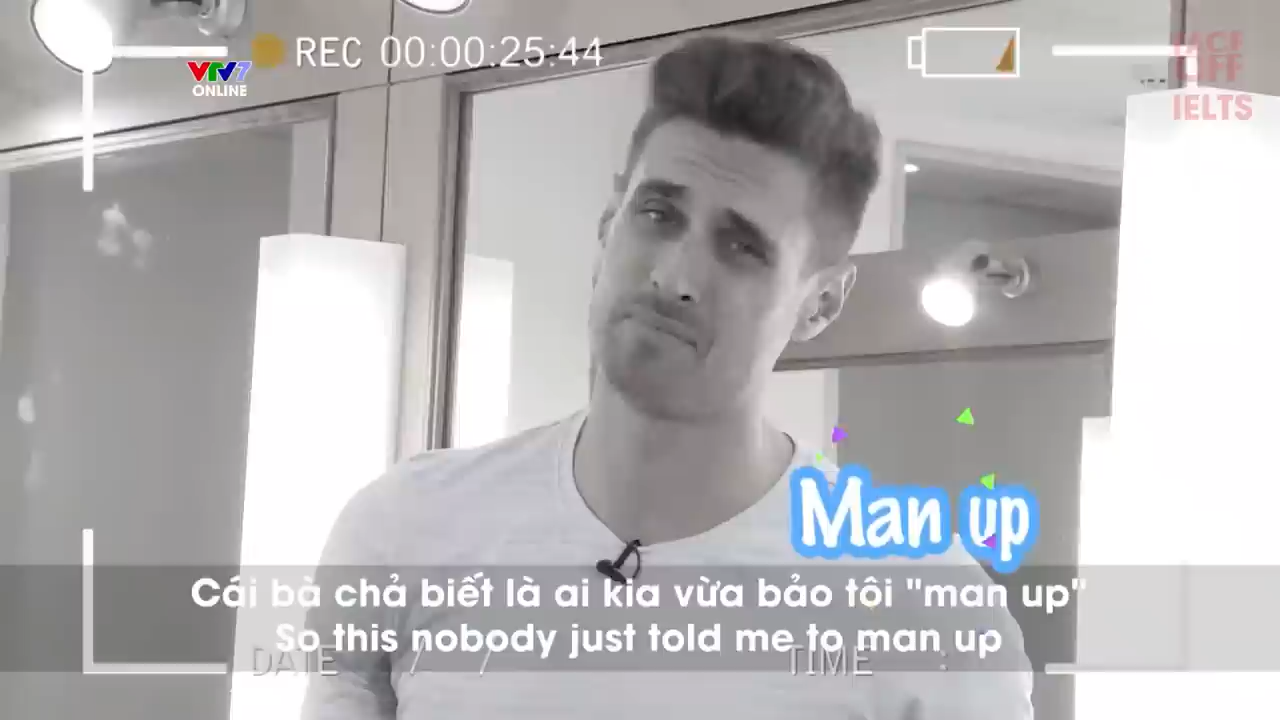 REC 00:00:25:44
VTV7
ONLINE
IELTS
Man up
Cái bà chả biết là ai kia vừa bảo tôi "man up"
So this nobody just told me to man up
DATE / / TIME :